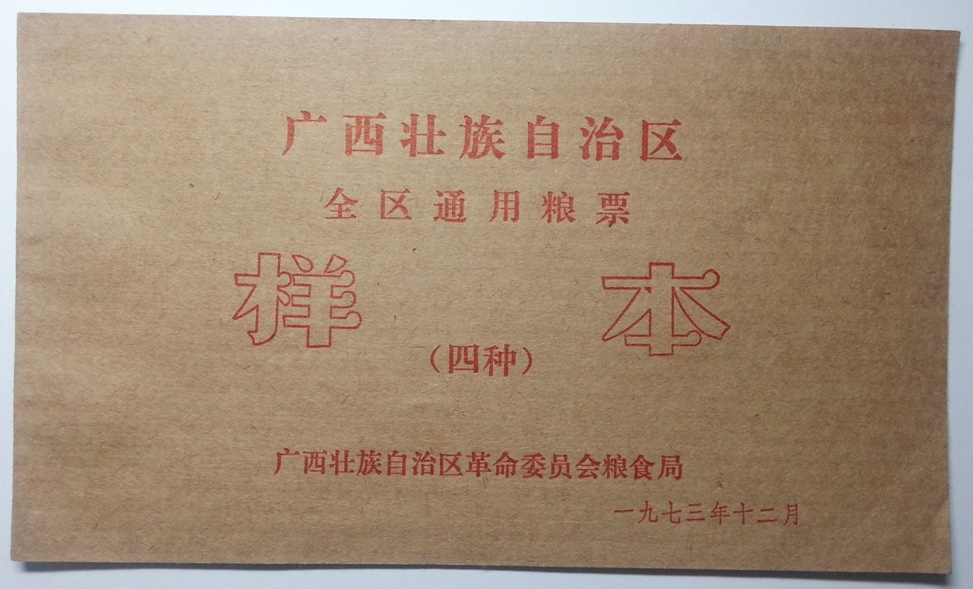 广西壮族自治区
全区通用粮票
样本
（四种）
广西壮族自治区革命委员会粮食局
一九七三年十二月